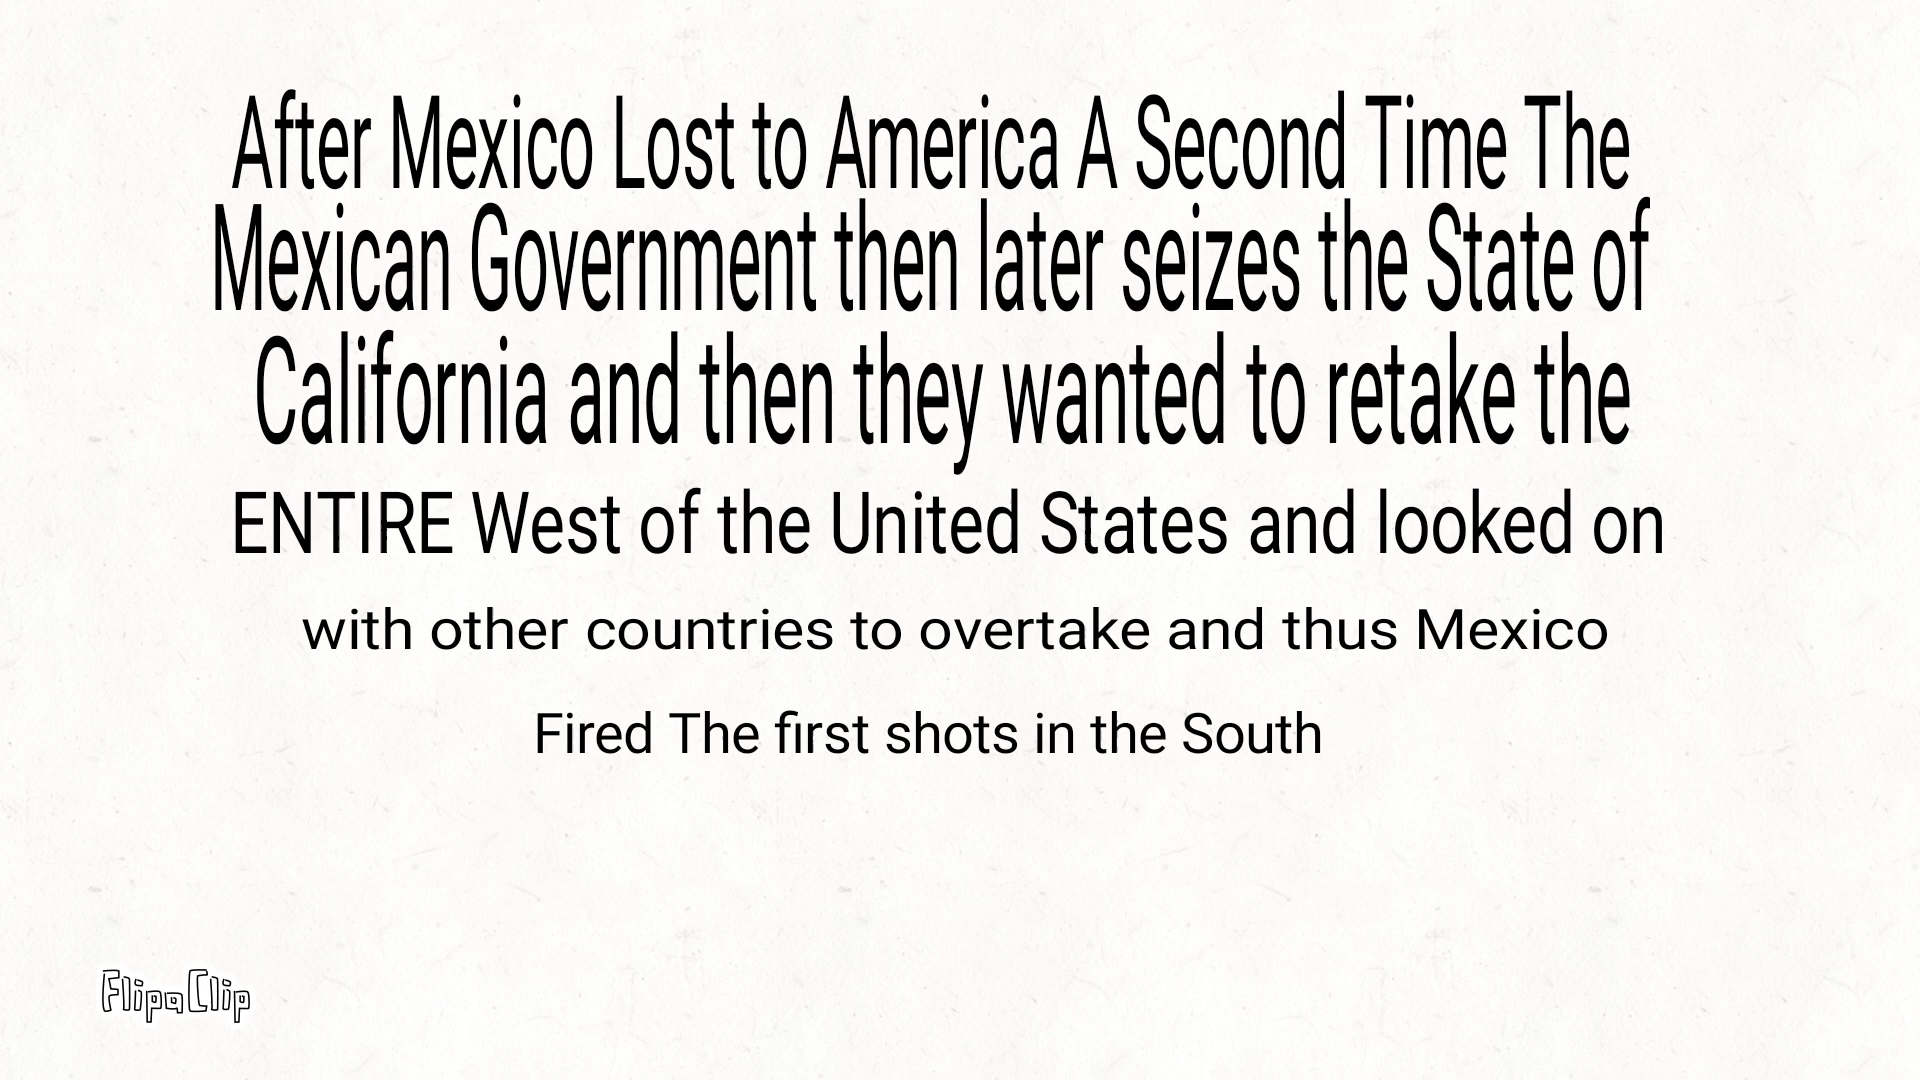 After Mexico Lost to America A Second Time The
Mexican Government then later seizes the State of
California and then they wanted to retake the
ENTIRE West of the United States and looked on
with other countries to overtake and thus Mexico
Fired The first shots in the South
FlipaClip